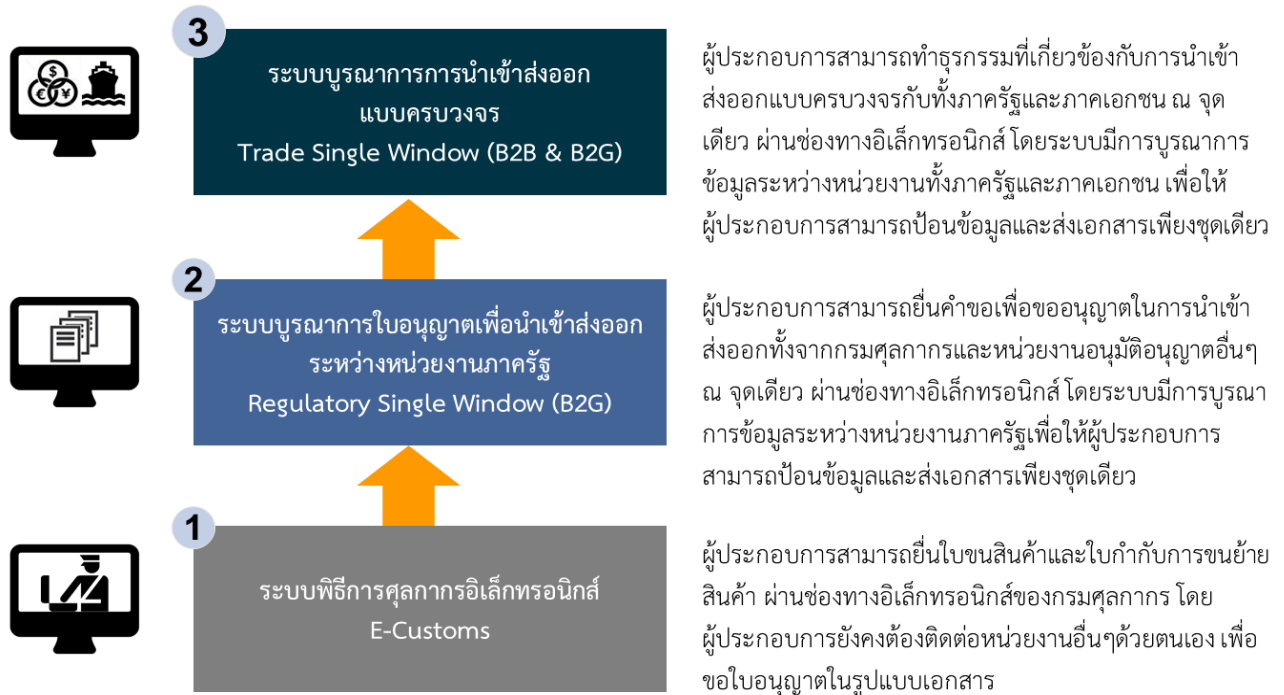 3
ระบบบูรณาการการนำเข้าส่งออก
แบบครบวงจร
Trade Single Window (B2B & B2G)
ผู้ประกอบการสามารถทำธุรกรรมที่เกี่ยวข้องกับการนำเข้า
ส่งออกแบบครบวงจรกับทั้งภาครัฐและภาคเอกชน ณ จุด
เดียว ผ่านช่องทางอิเล็กทรอนิกส์ โดยระบบมีการบูรณาการ
ข้อมูลระหว่างหน่วยงานทั้งภาครัฐและภาคเอกชน เพื่อให้
ผู้ประกอบการสามารถป้อนข้อมูลและส่งเอกสารเพียงชุดเดียว
$ € ¥
2
ระบบบูรณาการใบอนุญาตเพื่อนำเข้าส่งออก
ระหว่างหน่วยงานภาครัฐ
Regulatory Single Window (B2G)
ผู้ประกอบการสามารถยื่นคำขอเพื่อขออนุญาตในการนำเข้า
ส่งออกทั้งจากกรมศุลกากรและหน่วยงานอนุมัติอนุญาตอื่นๆ
ณ จุดเดียว ผ่านช่องทางอิเล็กทรอนิกส์ โดยระบบมีการบูรณา
การข้อมูลระหว่างหน่วยงานภาครัฐเพื่อให้ผู้ประกอบการ
สามารถป้อนข้อมูลและส่งเอกสารเพียงชุดเดียว
1
ระบบพิธีการศุลกากรอิเล็กทรอนิกส์
E-Customs
ผู้ประกอบการสามารถยื่นใบขนสินค้าและใบกำกับการขนย้าย
สินค้า ผ่านช่องทางอิเล็กทรอนิกส์ของกรมศุลกากร โดย
ผู้ประกอบการยังคงต้องติดต่อหน่วยงานอื่นๆด้วยตนเอง เพื่อ
ขอใบอนุญาตในรูปแบบเอกสาร